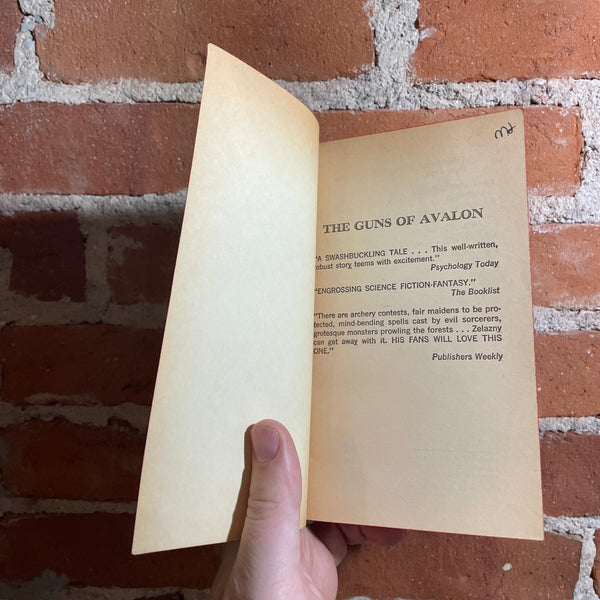 THE GUNS OF AVALON
"A SWASHBUCKLING TALE . . . This well-written,
robust story teems with excitement."
Psychology Today
"ENGROSSING SCIENCE FICTION-FANTASY."
The Booklist
"There are archery contests, fair maidens to be pro-
tected, mind-bending spells cast by evil sorcerers,
grotesque monsters prowling the forests . . . Zelazny
can get away with it. HIS FANS WILL LOVE THIS
ONE."
Publishers Weekly